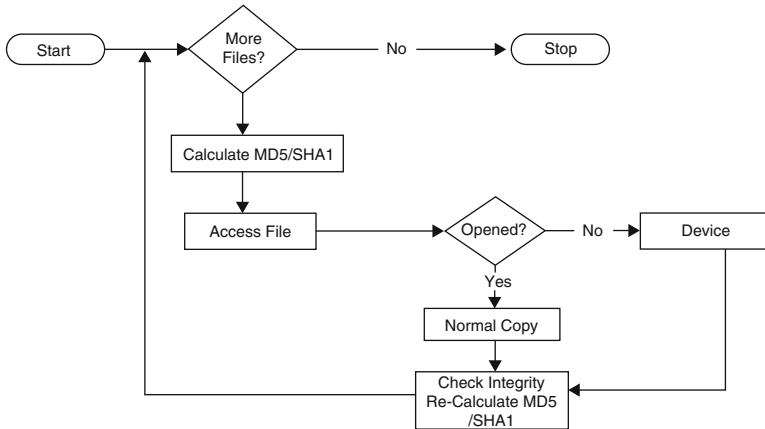 Start
More
Files?
No
Stop
Calculate MD5/SHA1
Access File
Opened?
No
Device
Yes
Normal Copy
Check Integrity
Re-Calculate MD5
/SHA1